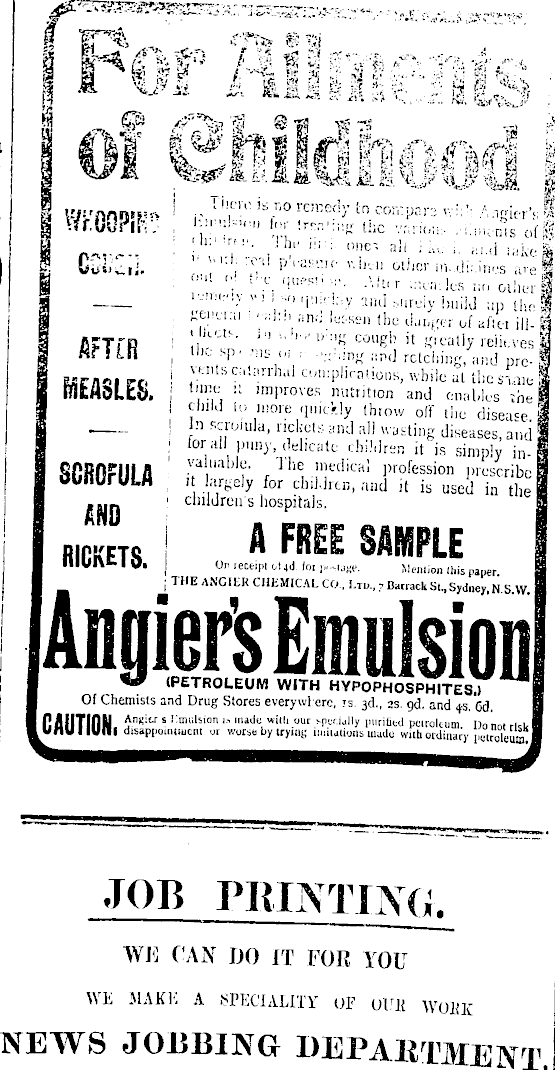 For Ailments
of Childhood
WHOOPING
COUGH.
AFTER
MEASLES.
SCROFULA
AND
RICKETS.
There is no remedy to compare with Angier's
Emulsion for treating the various ailments of
children. The ones all like it and take
it with real pleasure when other medicines are
out of the question. After measles no other
remedy will so quickly and surely build up the
general health and lessen the danger of after ill-
effects. In whooping cough it greatly relieves
the spasms of coughing and retching, and pre-
vents catarrhal complications, while at the same
time it improves nutrition and enables the
child to more quickly throw off the disease.
In scrofula, rickets and all wasting diseases, and
for all puny, delicate children it is simply in-
valuable. The medical profession prescribe
it largely for children, and it is used in the
children's hospitals.
A FREE SAMPLE
On receipt of 4d. for postage. Mention this paper.
THE ANGIER CHEMICAL CO., LTD., 7 Barrack St., Sydney, N.S.W.
Angier's Emulsion
(PETROLEUM WITH HYPOPHOSPHITES.)
Of Chemists and Drug Stores everywhere, 1s. 3d., 2s. 9d. and 4s. 6d.
CAUTION. Angier's Emulsion is made with our specially purified petroleum. Do not risk
disappointment or worse by trying imitations made with ordinary petroleum.
JOB PRINTING.
WE CAN DO IT FOR YOU
WE MAKE A SPECIALITY OF OUR WORK
NEWS JOBBING DEPARTMENT.